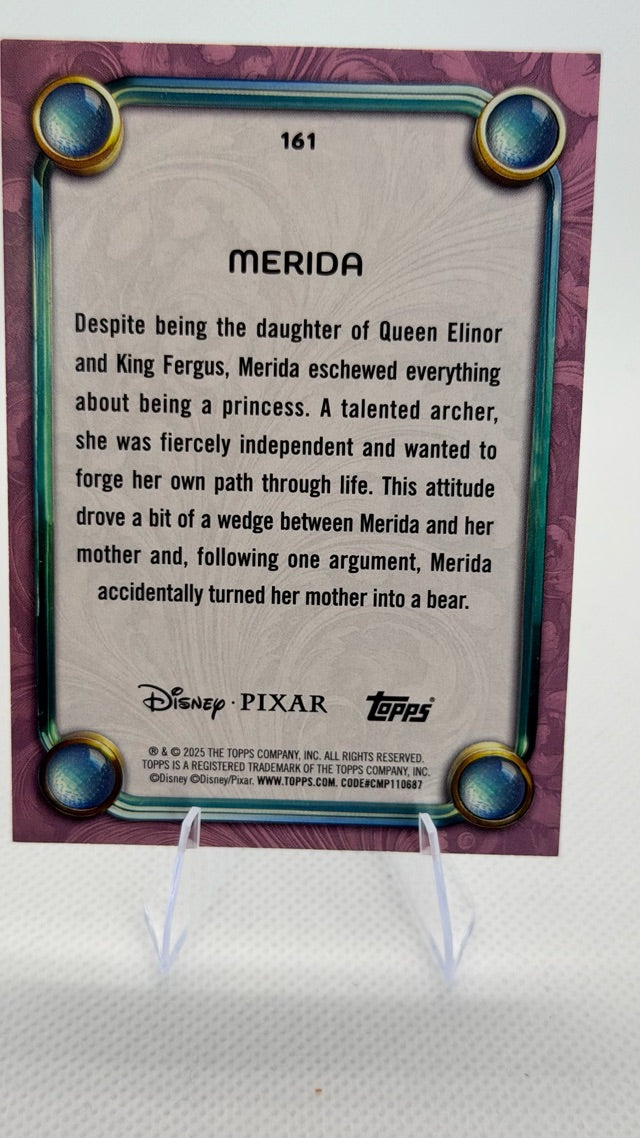 161
MERIDA
Despite being the daughter of Queen Elinor
and King Fergus, Merida eschewed everything
about being a princess. A talented archer,
she was fiercely independent and wanted to
forge her own path through life. This attitude
drove a bit of a wedge between Merida and her
mother and, following one argument, Merida
accidentally turned her mother into a bear.
Disney · PIXAR Topps®
® & © 2025 THE TOPPS COMPANY, INC. ALL RIGHTS RESERVED.
TOPPS IS A REGISTERED TRADEMARK OF THE TOPPS COMPANY, INC.
©Disney ©Disney/Pixar. WWW.TOPPS.COM. CODE#CMP110687